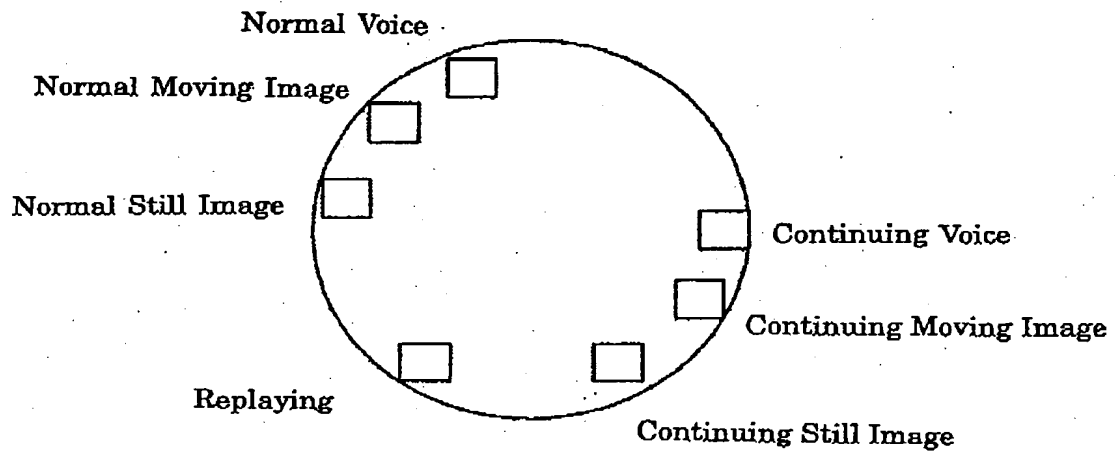 Normal Voice
Normal Moving Image
Normal Still Image
Continuing Voice
Continuing Moving Image
Replaying
Continuing Still Image